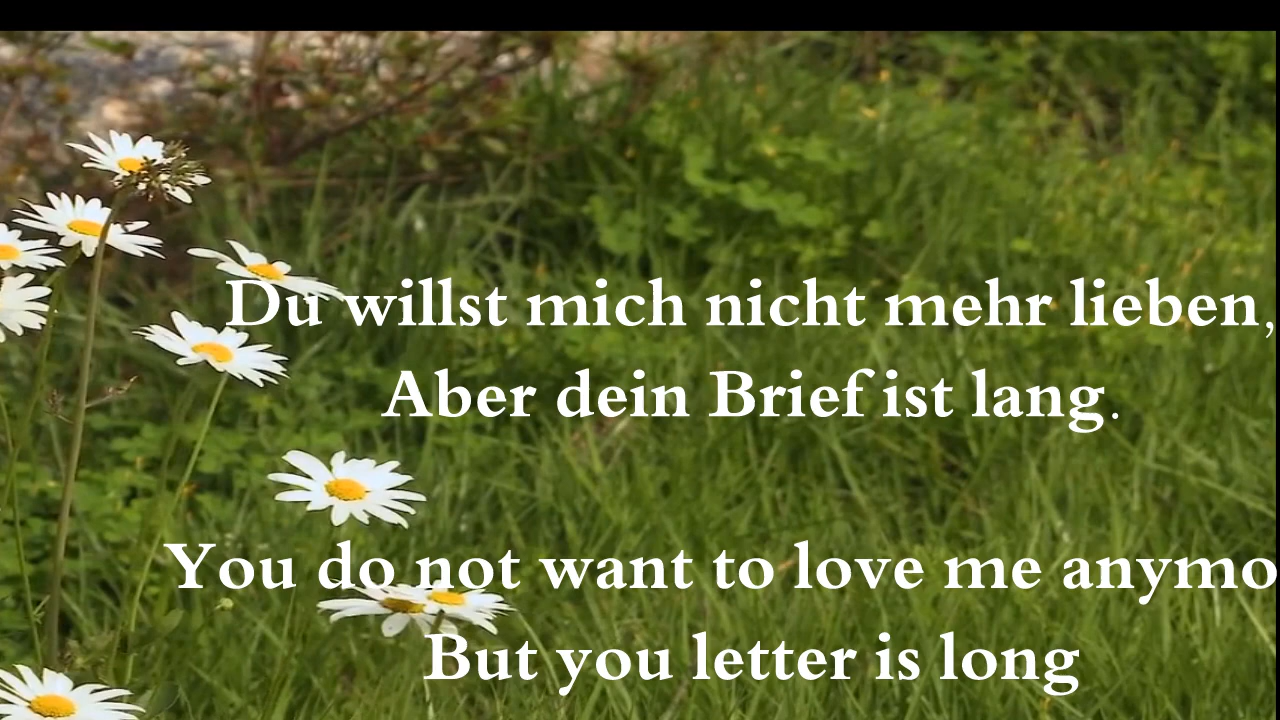 Du willst mich nicht mehr lieben,
Aber dein Brief ist lang.
You do not want to love me anymo
But you letter is long